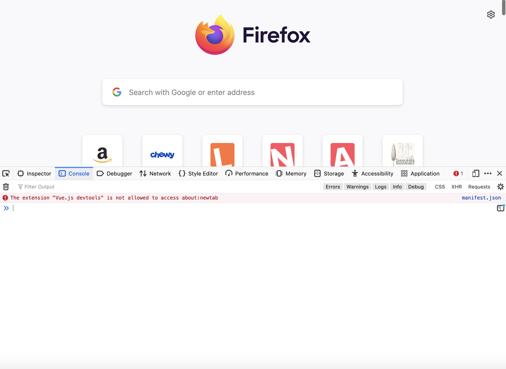 Firefox
Search with Google or enter address
a
chewy
L
N
A
Inspector Console Debugger Network Style Editor Performance Memory Storage Accessibility Application 1
Filter Output Errors Warnings Logs Info Debug CSS XHR Requests
The extension "Vue.js devtools" is not allowed to access about:newtab manifest.json